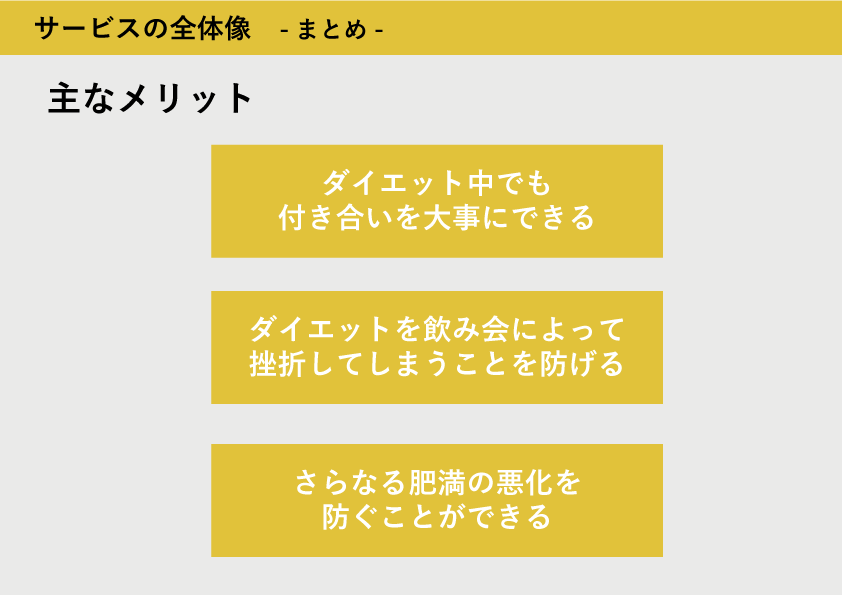 サービスの全体像　- まとめ -
主なメリット
ダイエット中でも
付き合いを大事にできる
ダイエットを飲み会によって
挫折してしまうことを防げる
さらなる肥満の悪化を
防ぐことができる